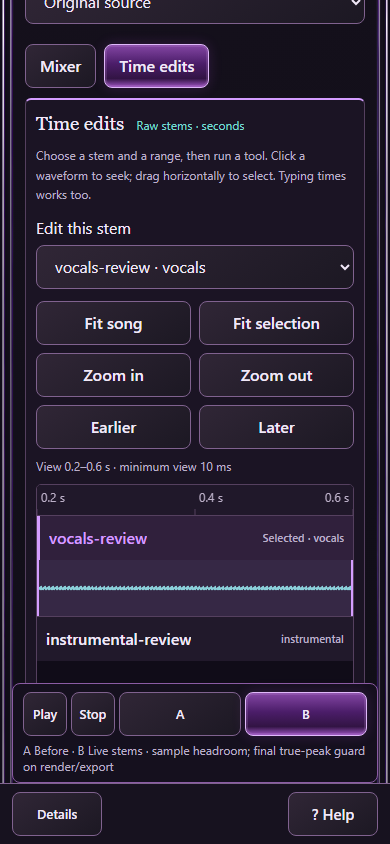 Original source
Mixer
Time edits
Time edits
Raw stems · seconds
Choose a stem and a range, then run a tool. Click a
waveform to seek; drag horizontally to select. Typing times
works too.
Edit this stem
vocals-review · vocals
Fit song
Fit selection
Zoom in
Zoom out
Earlier
Later
View 0.2–0.6 s · minimum view 10 ms
0.2 s
0.4 s
0.6 s
vocals-review
Selected · vocals
instrumental-review
instrumental
Play
Stop
A
B
A Before · B Live stems · sample headroom; final true-peak guard
on render/export
Details
? Help